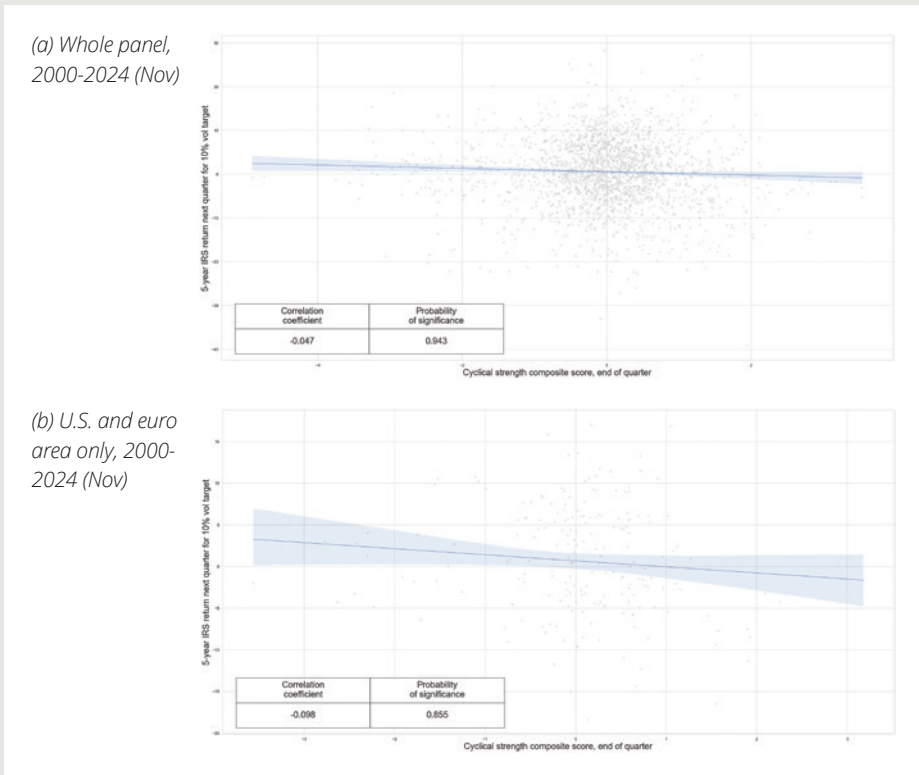 (a) Whole panel,
2000-2024 (Nov)
5-year IRS return next quarter for 10% vol target
Correlation
coefficient
Probability
of significance
-0.047
0.943
Cyclical strength composite score, end of quarter
(b) U.S. and euro
area only, 2000-
2024 (Nov)
5-year IRS return next quarter for 10% vol target
Correlation
coefficient
Probability
of significance
-0.098
0.855
Cyclical strength composite score, end of quarter